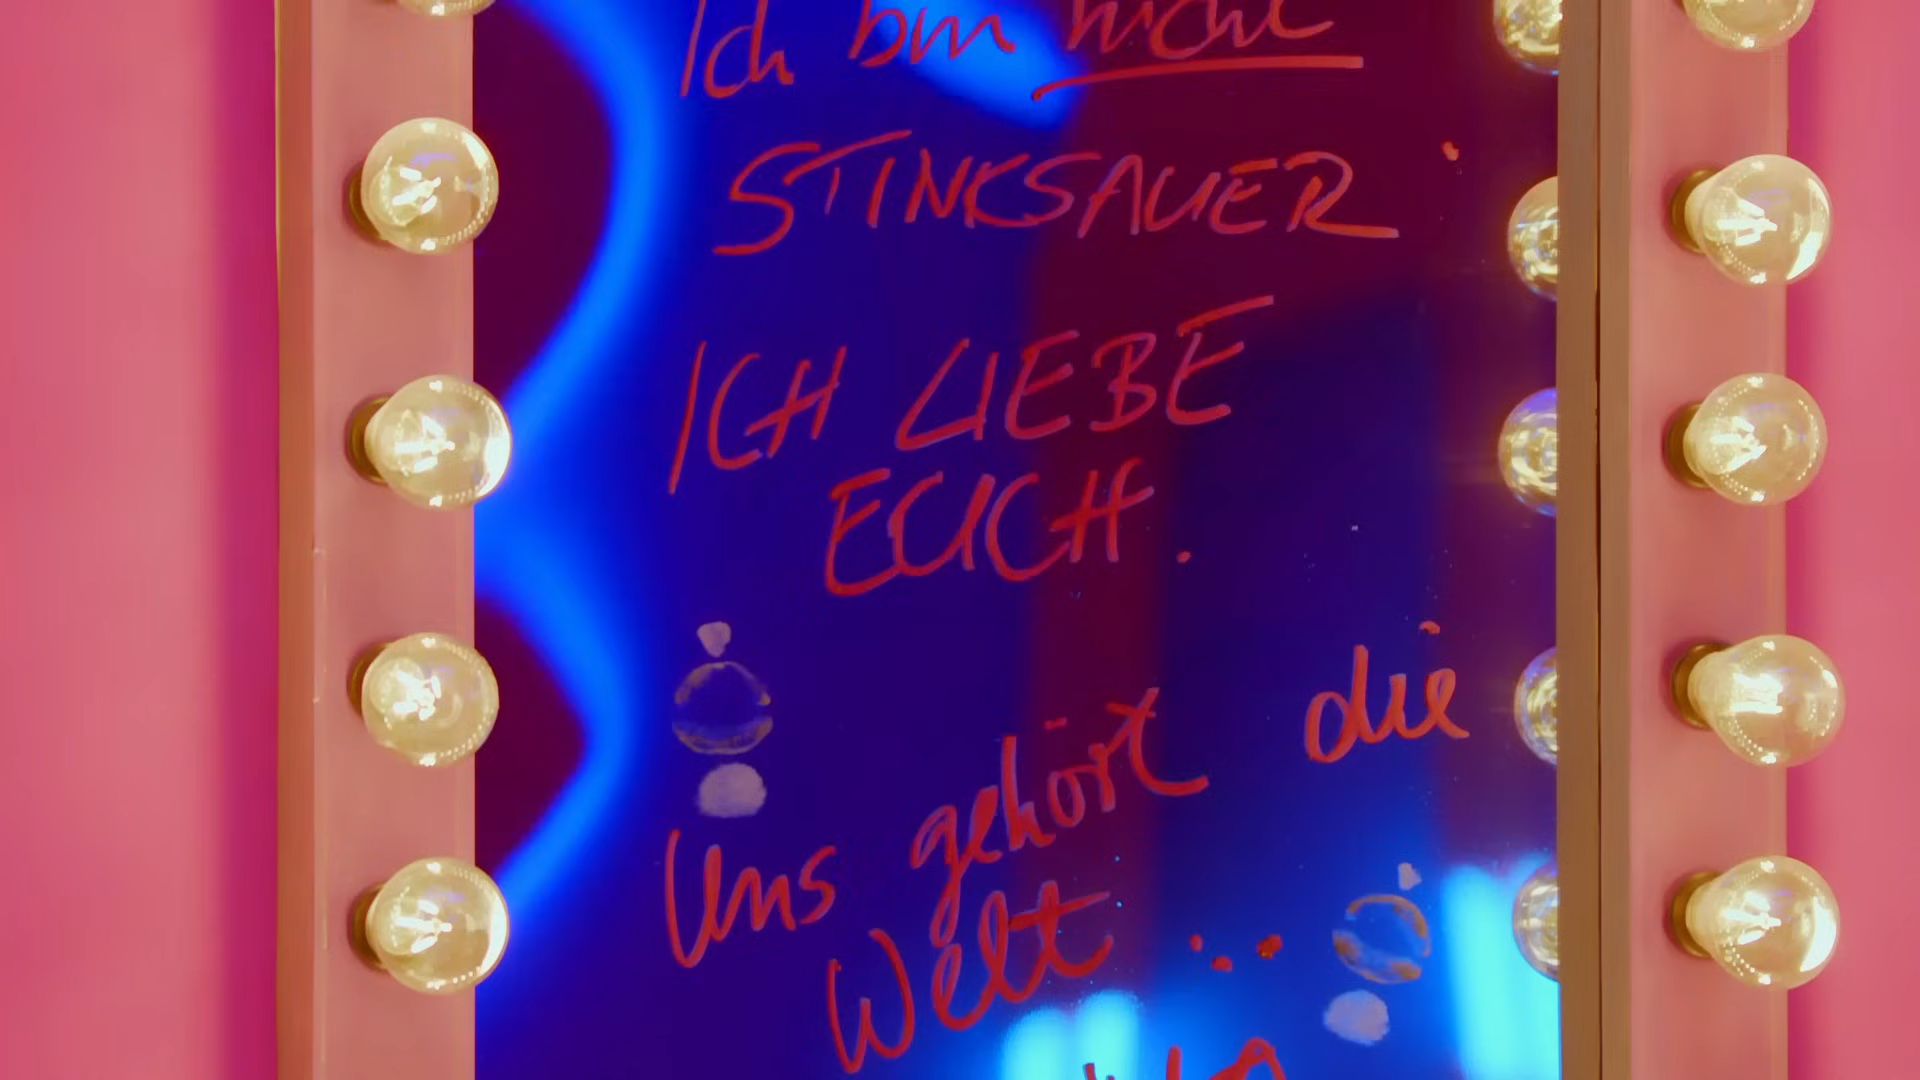 Ich bin nicht
STINKSAUER
ICH LIEBE
EUCH.
Uns gehört die
Welt...